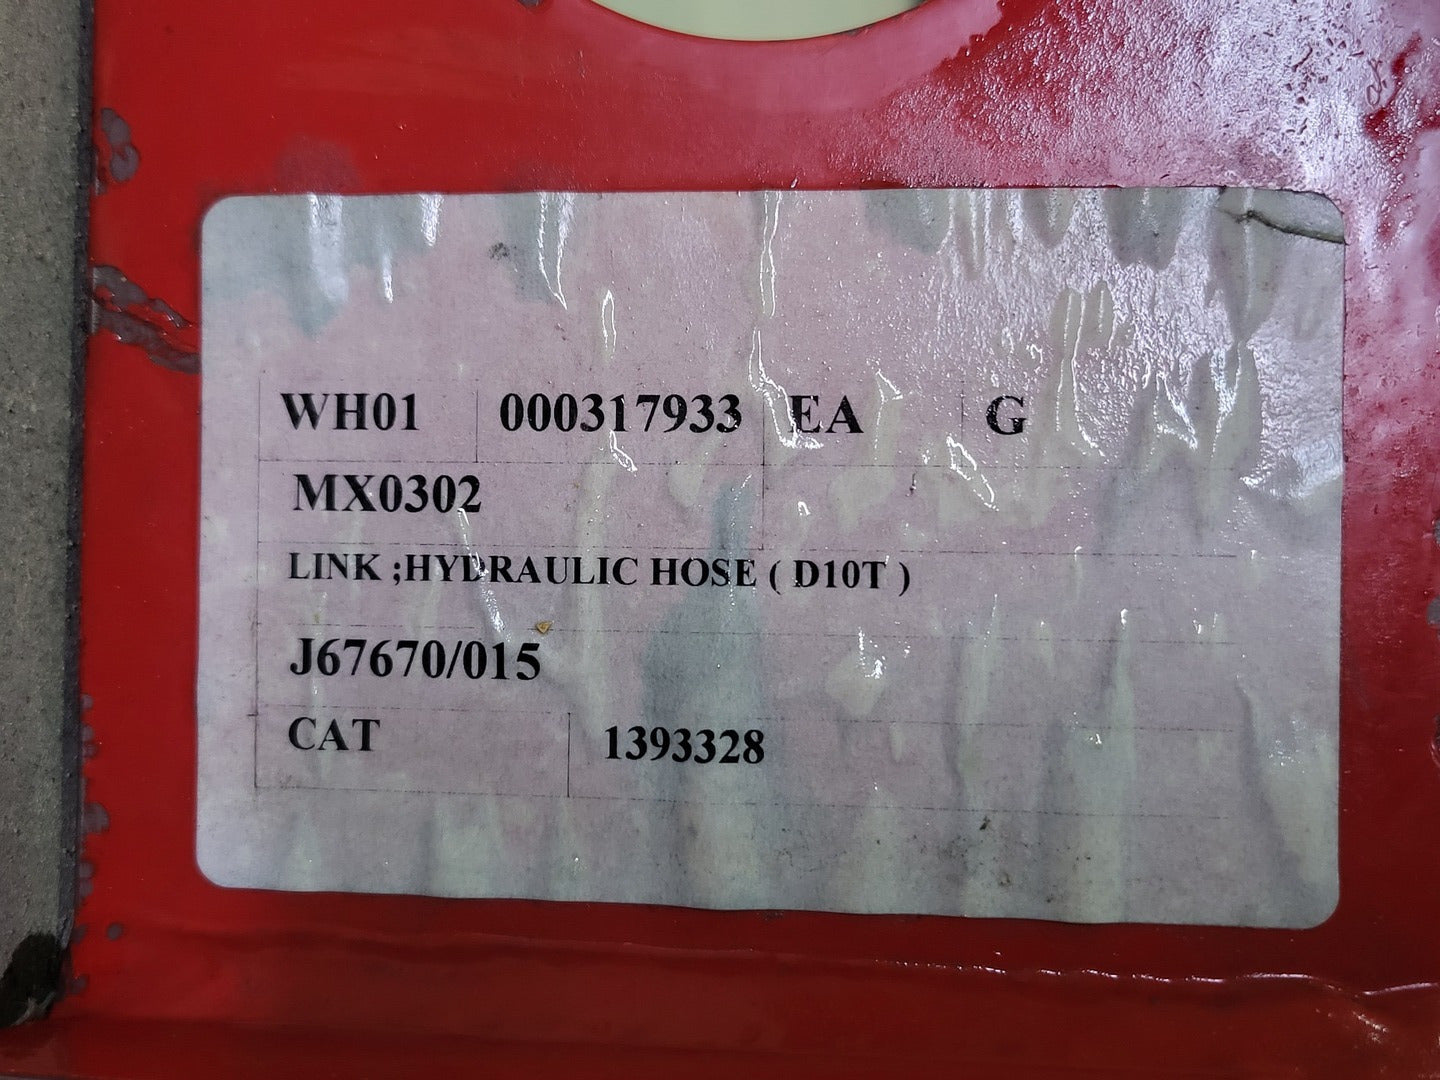 WH01 000317933 EA G
MX0302
LINK ;HYDRAULIC HOSE ( D10T )
J67670/015
CAT 1393328